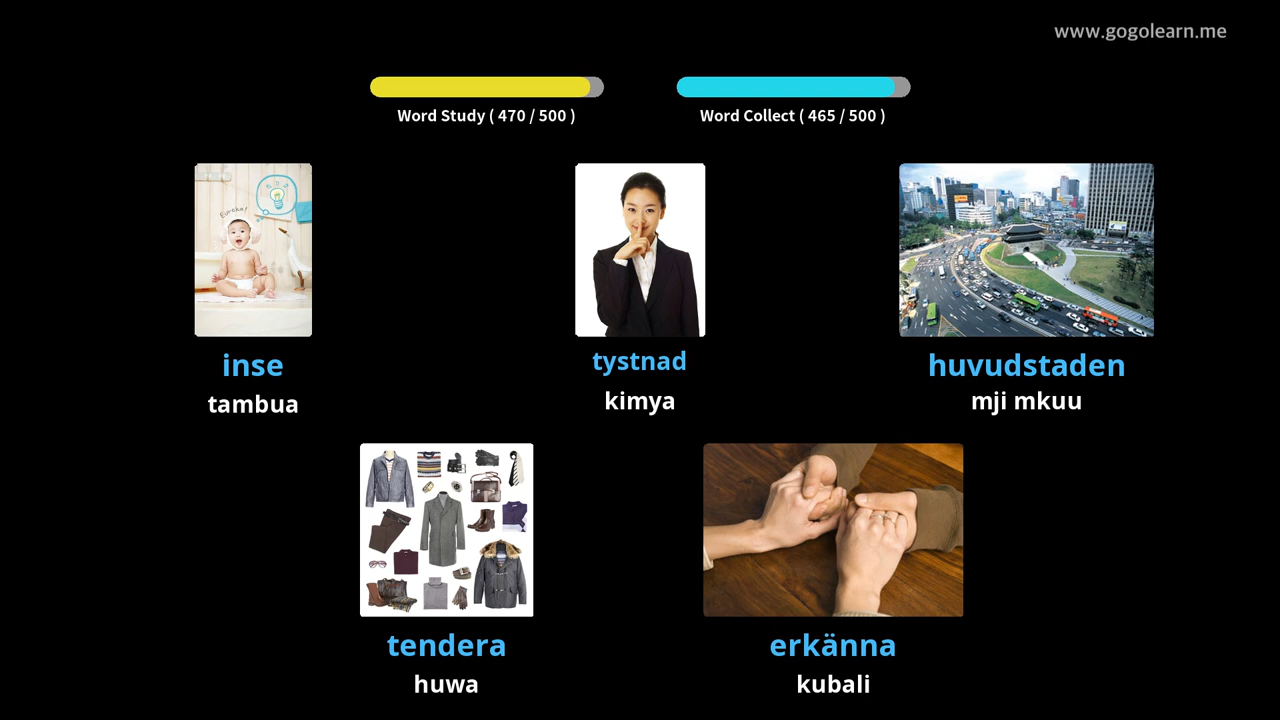 www.gogolearn.me
Word Study ( 470 / 500 )
Word Collect ( 465 / 500 )
Eureka!
inse
tambua
tystnad
kimya
huvudstaden
mji mkuu
tendera
huwa
erkänna
kubali